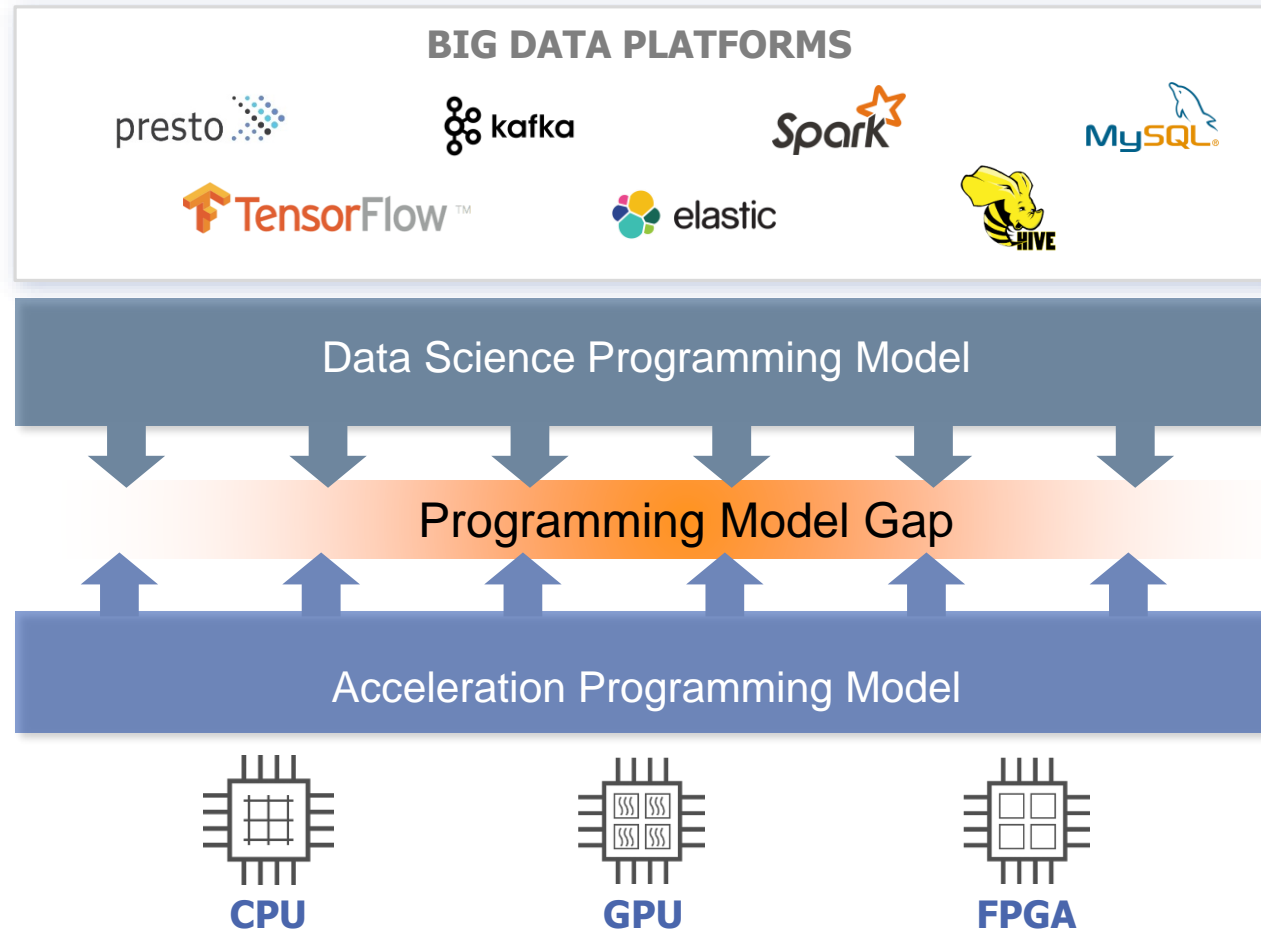 BIG DATA PLATFORMS
presto
kafka
Spark
MySQL®
TensorFlow™
elastic
HIVE
Data Science Programming Model
Programming Model Gap
Acceleration Programming Model
CPU
GPU
FPGA